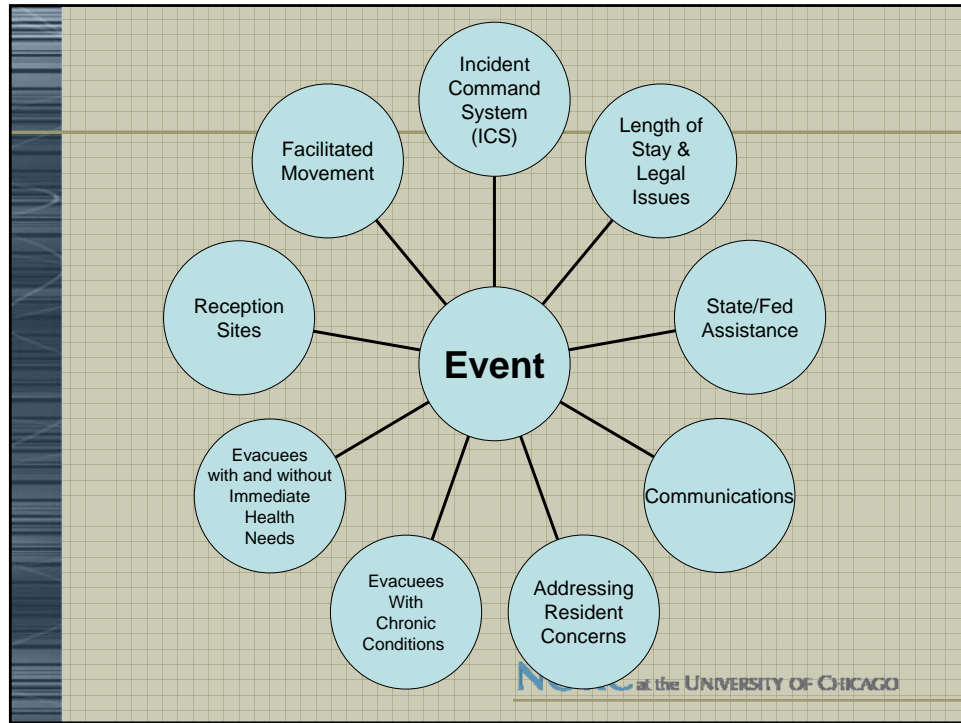 Incident
Command
System
(ICS)
Length of
Stay &
Legal
Issues
Facilitated
Movement
State/Fed
Assistance
Reception
Sites
Event
Communications
Evacuees
with and without
Immediate
Health
Needs
Evacuees
With
Chronic
Conditions
Addressing
Resident
Concerns
at the UNIVERSITY OF CHICAGO